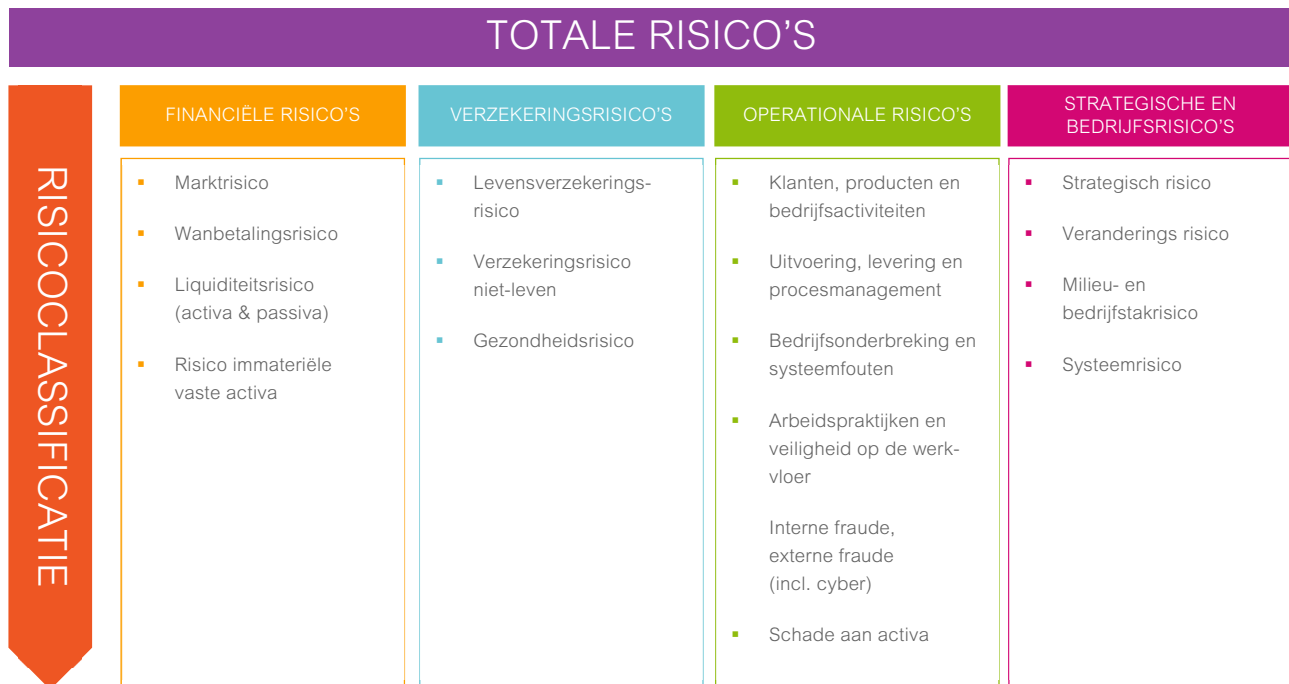 TOTALE RISICO'S
RISICOCLASSIFICATIE
FINANCIËLE RISICO'S
Marktrisico
Wanbetalingsrisico
Liquiditeitsrisico
(activa & passiva)
Risico immateriële
vaste activa
VERZEKERINGSRISICO'S
Levensverzekerings-
risico
Verzekeringsrisico
niet-leven
Gezondheidsrisico
OPERATIONALE RISICO'S
Klanten, producten en
bedrijfsactiviteiten
Uitvoering, levering en
procesmanagement
Bedrijfsonderbreking en
systeemfouten
Arbeidspraktijken en
veiligheid op de werk-
vloer
Interne fraude,
externe fraude
(incl. cyber)
Schade aan activa
STRATEGISCHE EN
BEDRIJFSRISICO'S
Strategisch risico
Veranderings risico
Milieu- en
bedrijfstakrisico
Systeemrisico